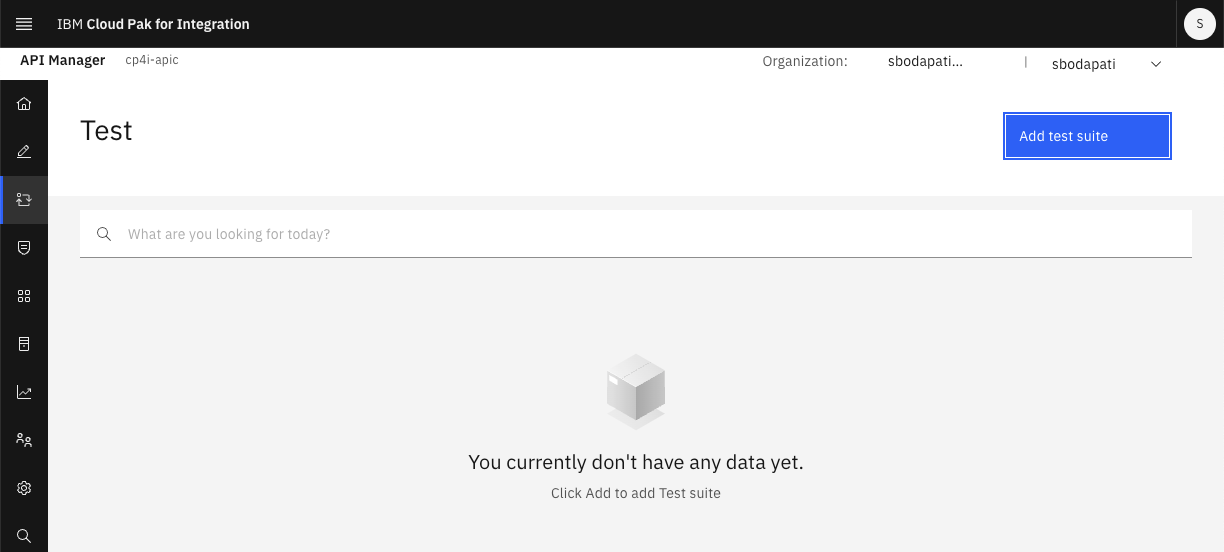 IBM Cloud Pak for Integration
S
API Manager cp4i-apic Organization: sbodapati... | sbodapati
Test
Add test suite
What are you looking for today?
You currently don't have any data yet.
Click Add to add Test suite